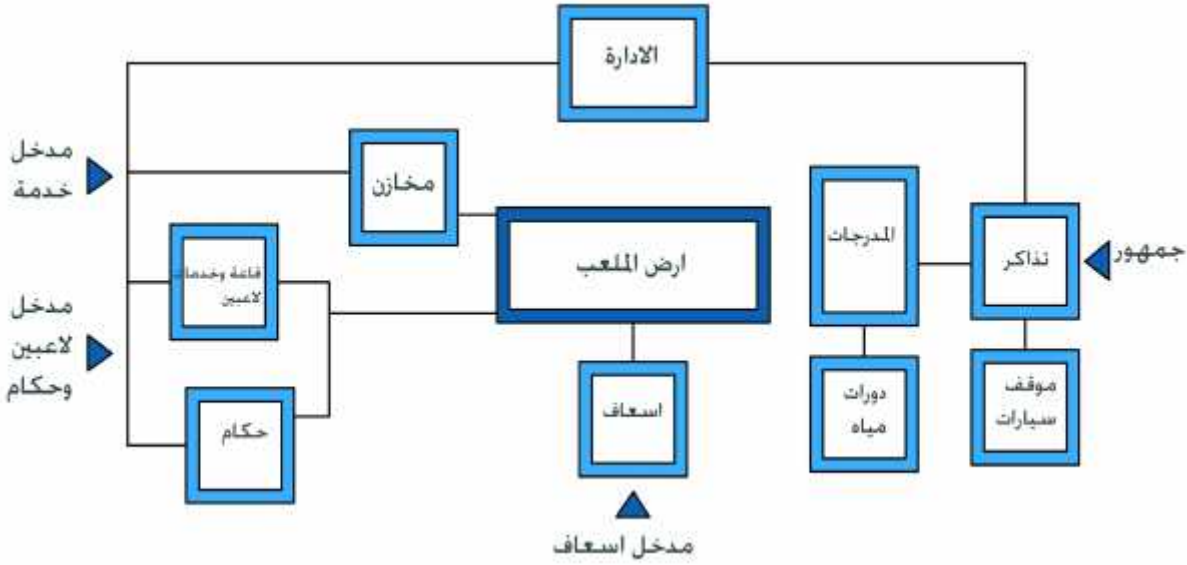 الادارة
مدخل
خدمة
مخازن
المدرجات
تذاكر
جمهور
ارض الملعب
قاعة وخدمات
لاعبين
مدخل
لاعبين
وحكام
حكام
اسعاف
دورات
مياه
موقف
سيارات
مدخل اسعاف